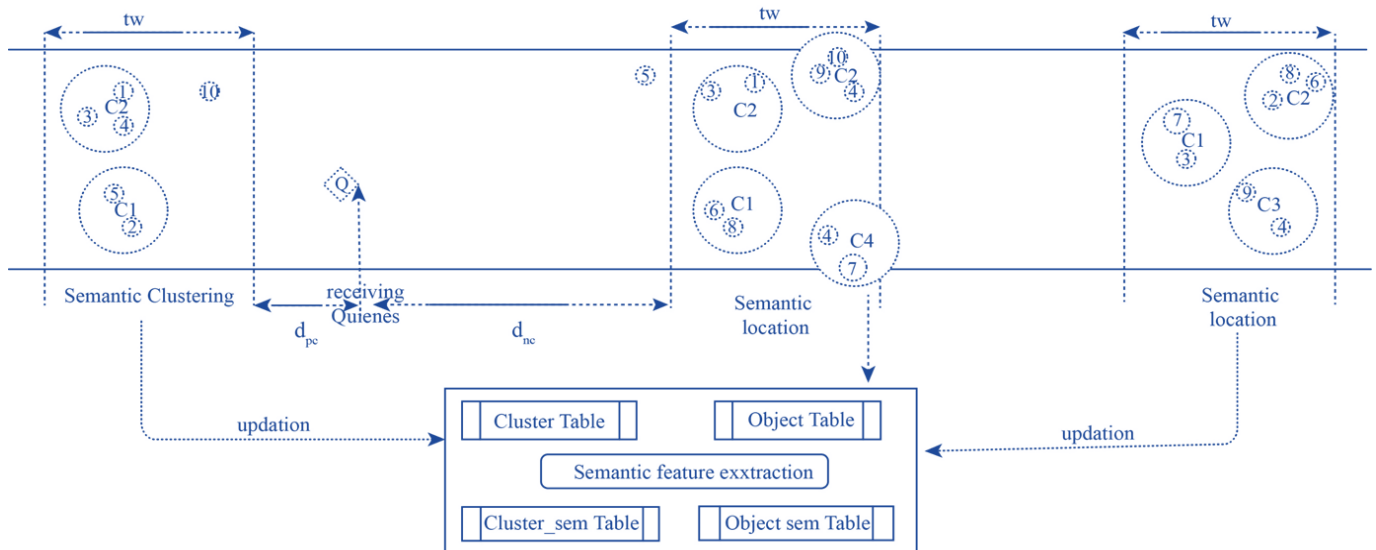 tw
tw
tw
1
C2
3
4
10
5
C1
2
Q
5
3
1
C2
10
9
C2
4
6
C1
8
4
C4
7
7
C1
3
8
6
2
C2
9
C3
4
Semantic Clustering
receiving
Quienes
d_pc
d_nc
Semantic
location
Semantic
location
updation
updation
Cluster Table
Object Table
Semantic feature exxtraction
Cluster_sem Table
Object sem Table